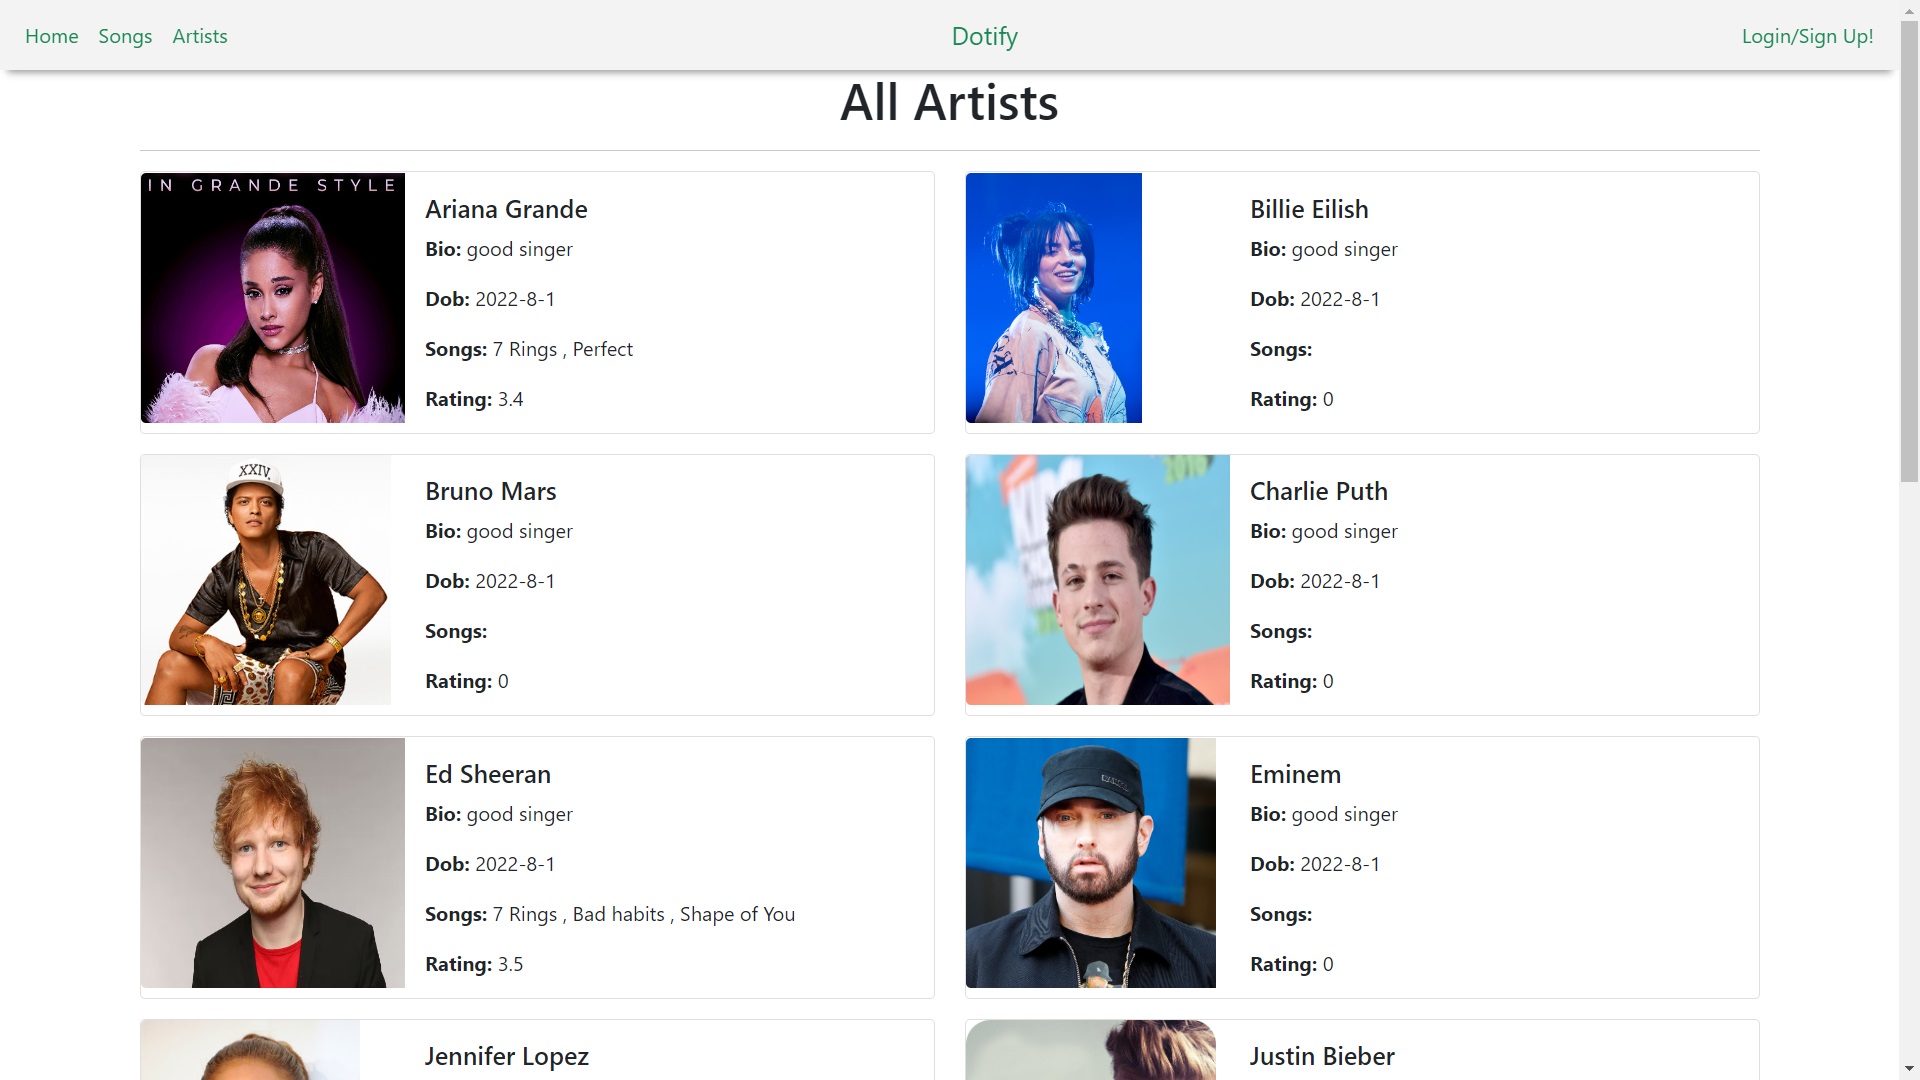 Home Songs Artists Dotify Login/Sign Up!
All Artists
IN GRANDE STYLE
Ariana Grande
Bio: good singer
Dob: 2022-8-1
Songs: 7 Rings , Perfect
Rating: 3.4
Billie Eilish
Bio: good singer
Dob: 2022-8-1
Songs:
Rating: 0
XXIV.
Bruno Mars
Bio: good singer
Dob: 2022-8-1
Songs:
Rating: 0
Charlie Puth
Bio: good singer
Dob: 2022-8-1
Songs:
Rating: 0
Ed Sheeran
Bio: good singer
Dob: 2022-8-1
Songs: 7 Rings , Bad habits , Shape of You
Rating: 3.5
Eminem
Bio: good singer
Dob: 2022-8-1
Songs:
Rating: 0
Jennifer Lopez
Justin Bieber